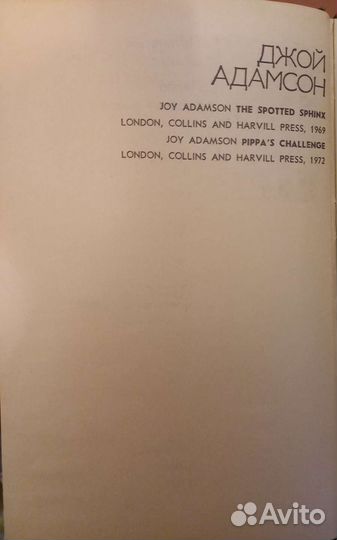 ДЖОЙ
АДАМСОН
JOY ADAMSON THE SPOTTED SPHINX
LONDON, COLLINS AND HARVILL PRESS, 1969
JOY ADAMSON PIPPA'S CHALLENGE
LONDON, COLLINS AND HARVILL PRESS, 1972
Avito